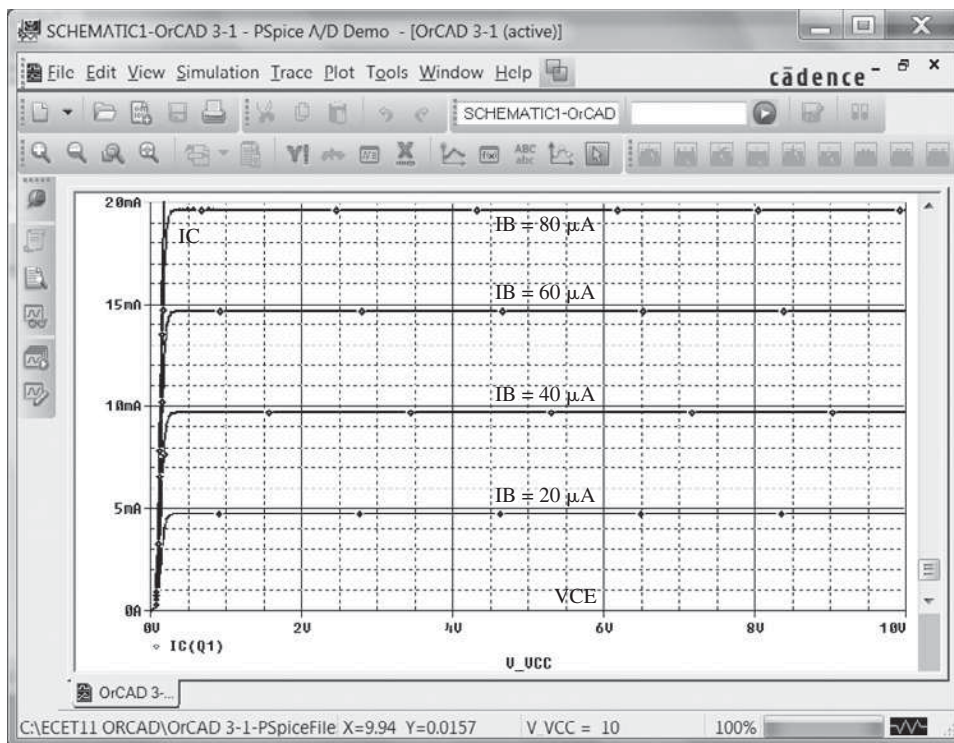 SCHEMATIC1-OrCAD 3-1 - PSpice A/D Demo - [OrCAD 3-1 (active)]
File Edit View Simulation Trace Plot Tools Window Help
cādence
SCHEMATIC1-OrCAD
ABC
abc
20mA
IC
IB = 80 μA
15mA
IB = 60 μA
10mA
IB = 40 μA
5mA
IB = 20 μA
VCE
0A
0V 2V 4V 6V 8V 10V
IC(Q1)
V_VCC
OrCAD 3-...
C:\ECET11 ORCAD\OrCAD 3-1-PSpiceFile X=9.94 Y=0.0157 V_VCC = 10 100%